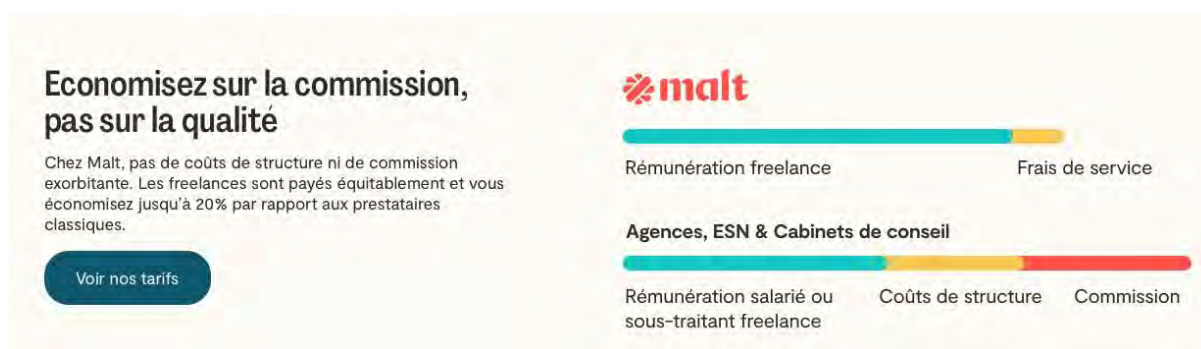 Economisez sur la commission,
pas sur la qualité
Chez Malt, pas de coûts de structure ni de commission
exorbitante. Les freelances sont payés équitablement et vous
économisez jusqu'à 20% par rapport aux prestataires
classiques.
Voir nos tarifs
malt
Rémunération freelance
Frais de service
Agences, ESN & Cabinets de conseil
Rémunération salarié ou
sous-traitant freelance
Coûts de structure
Commission